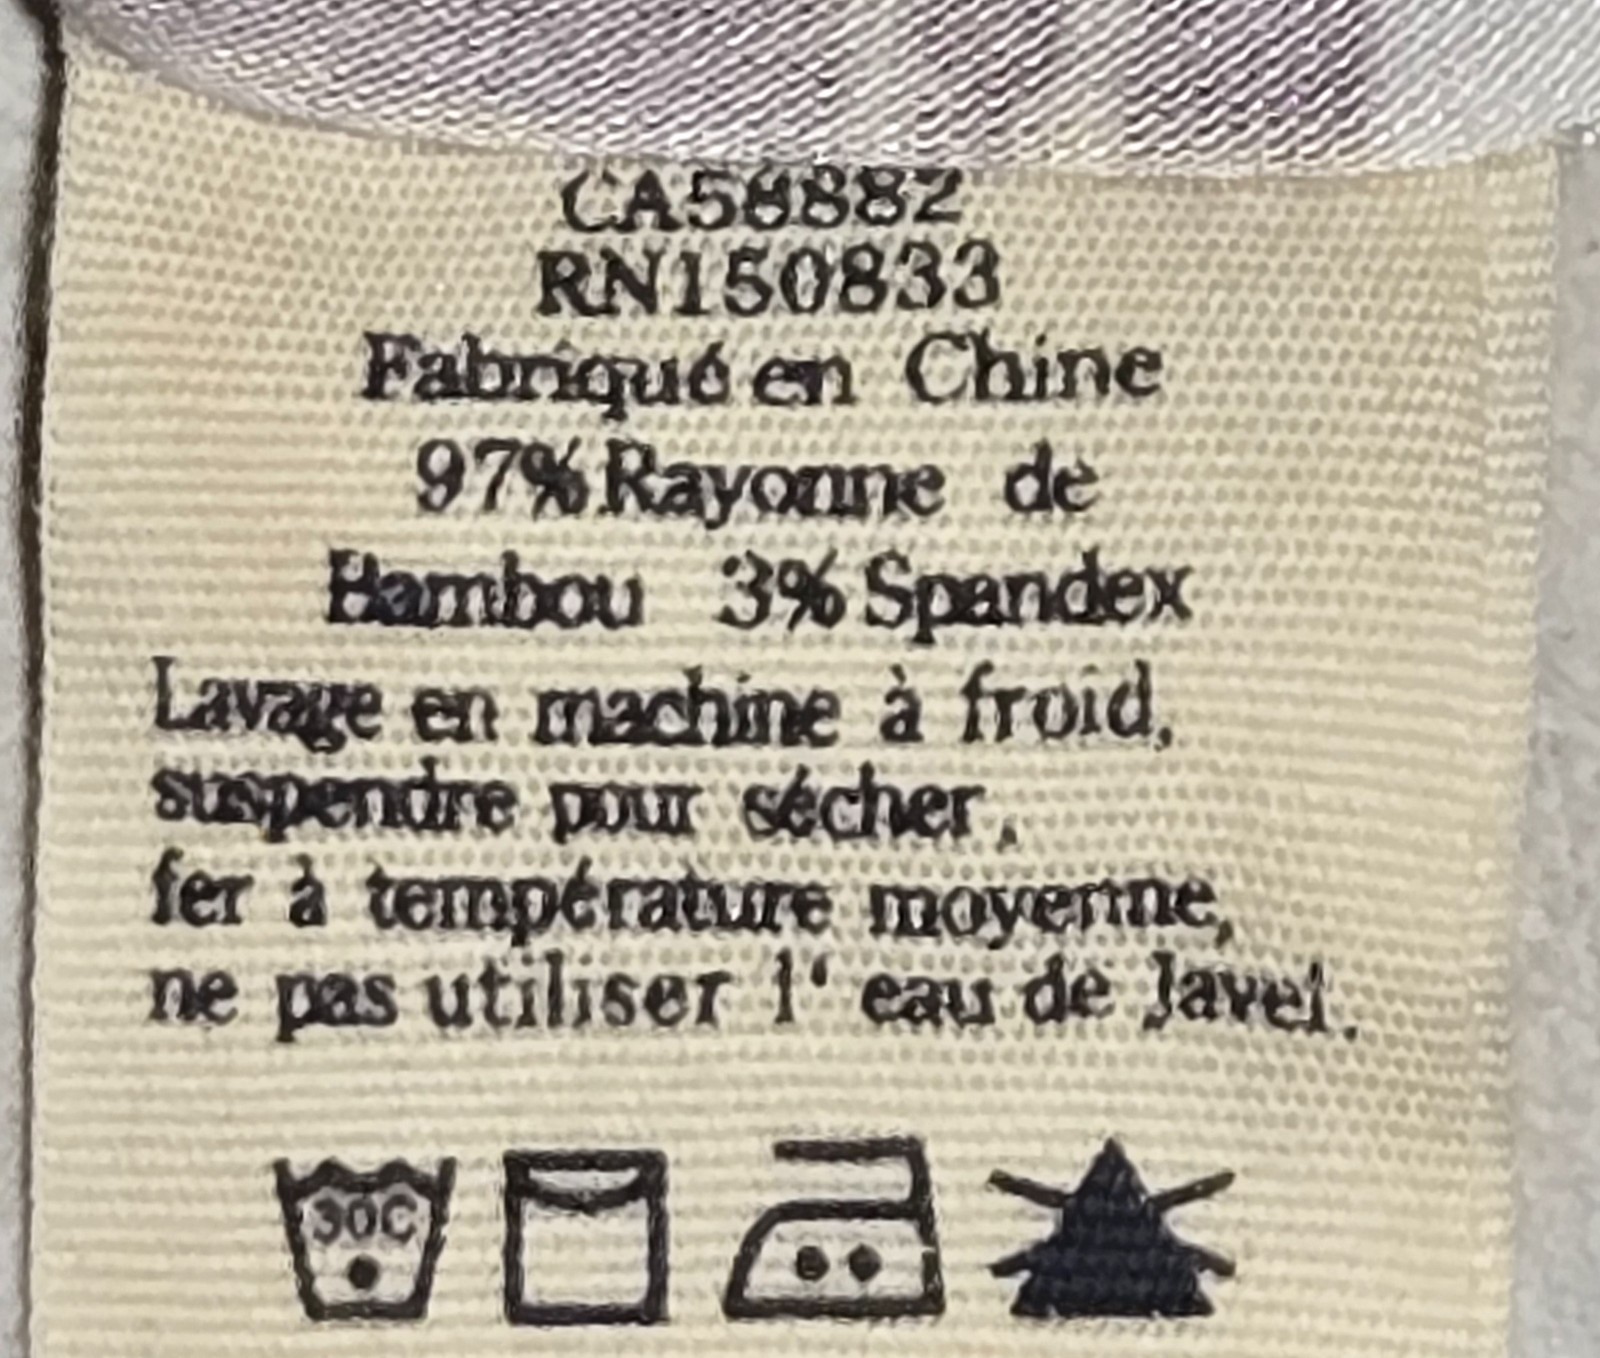 CA58882
RN150833
Fabriqué en Chine
97% Rayonne de
Bambou 3% Spandex
Lavage en machine à froid,
suspendre pour sécher,
fer à température moyenne,
ne pas utiliser l' eau de Javel.
30C